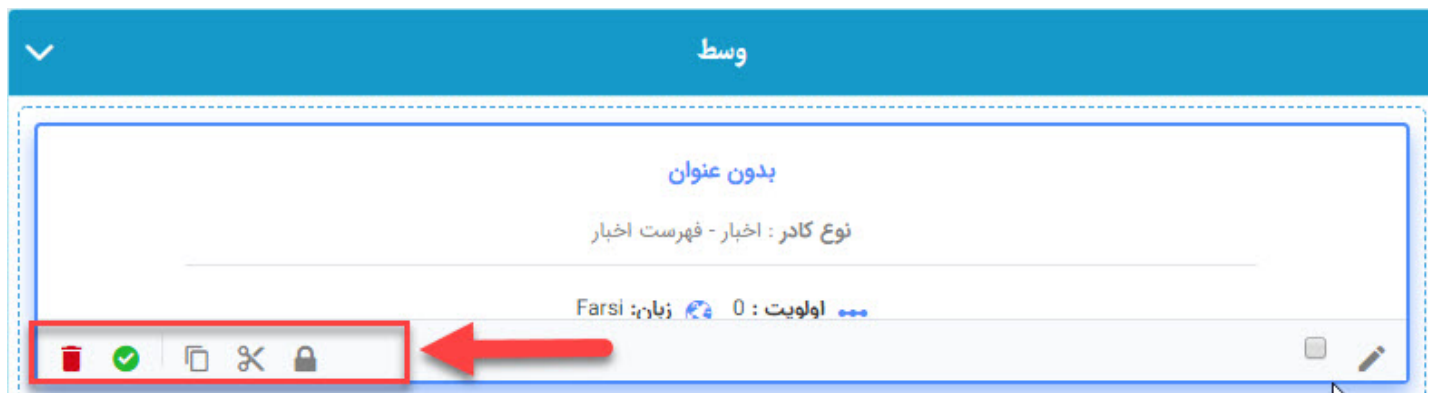 وسط
بدون عنوان
نوع کادر : اخبار - فهرست اخبار
اولویت : 0 زبان: Farsi